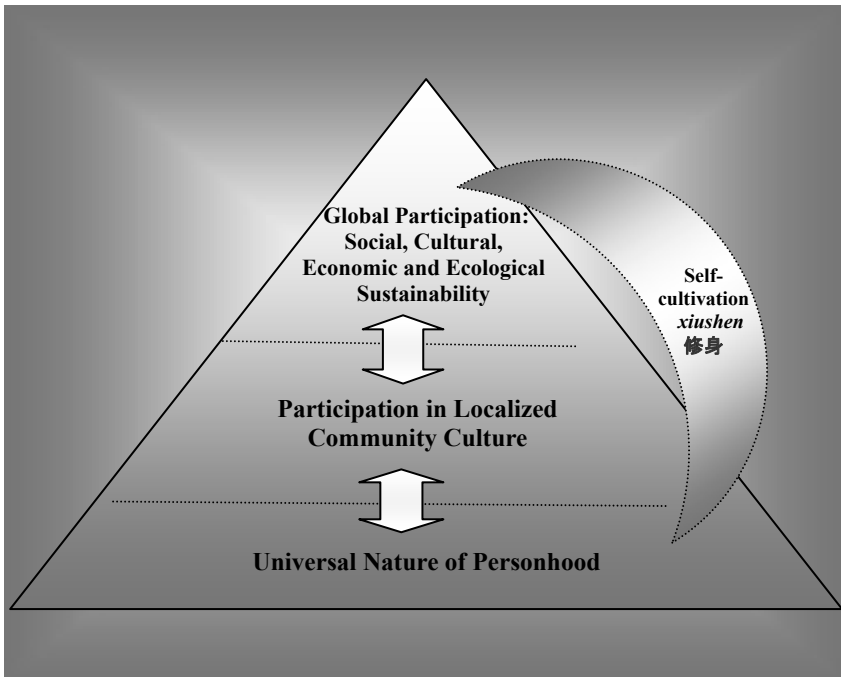 Global Participation:
Social, Cultural,
Economic and Ecological
Sustainability
Self-
cultivation
xiushen
修身
Participation in Localized
Community Culture
Universal Nature of Personhood